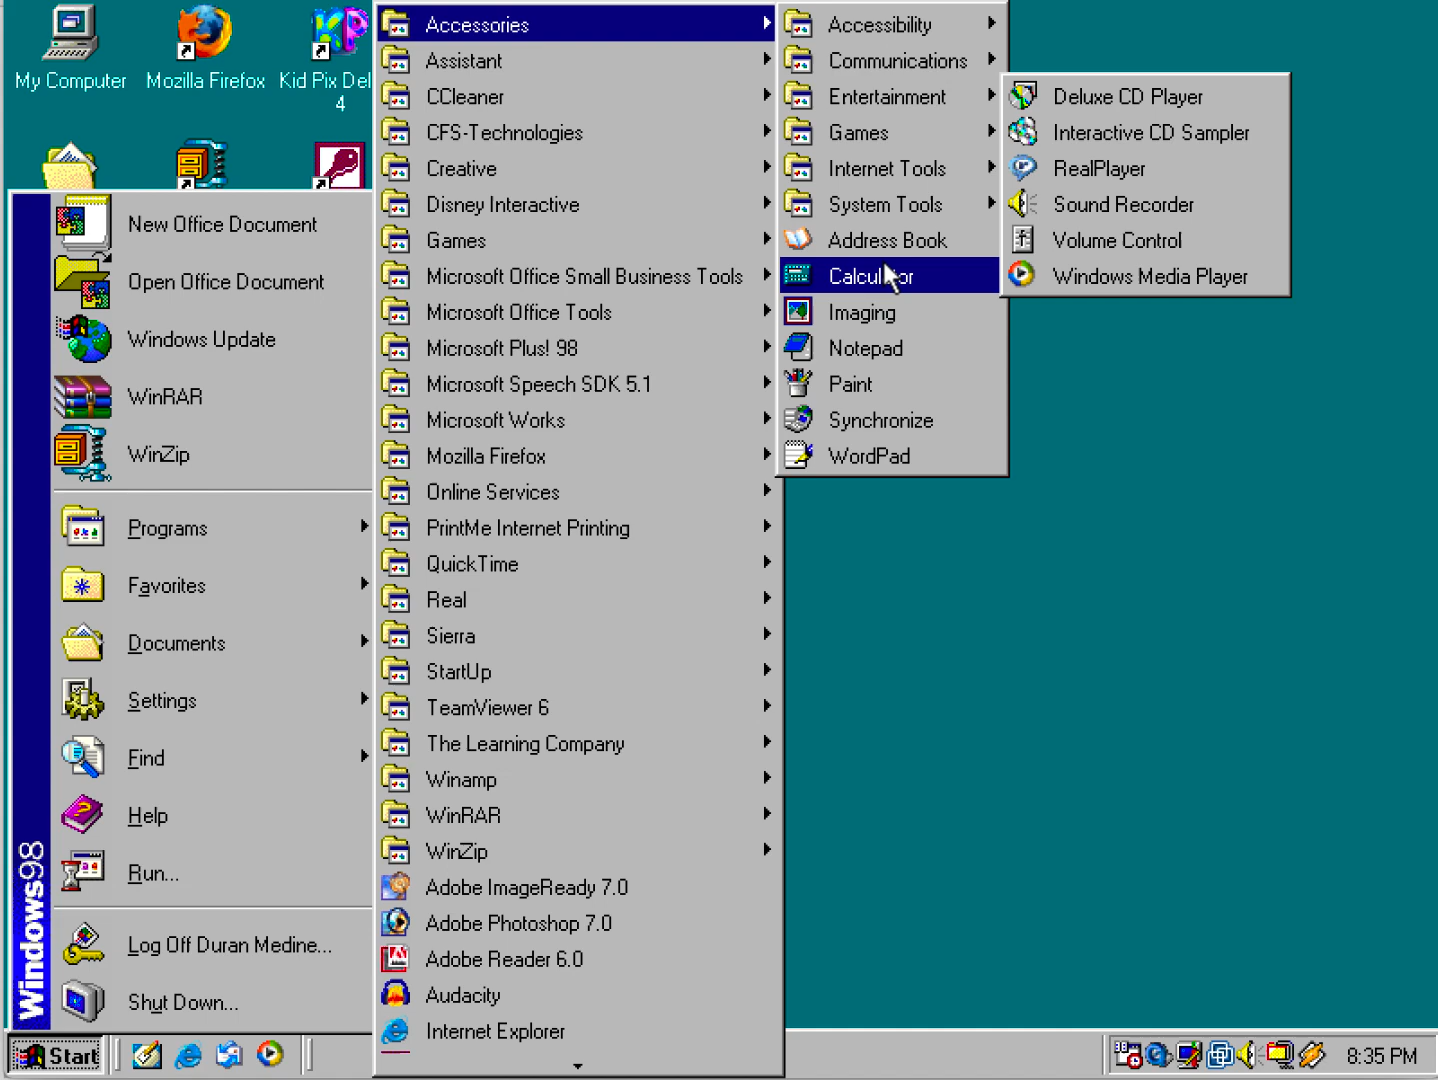 My Computer
Mozilla Firefox
Kid Pix Del
4
New Office Document
Open Office Document
Windows Update
WinRAR
WinZip
Programs
Favorites
Documents
Settings
Find
Help
Run...
Log Off Duran Medine...
Shut Down...
Windows98
Accessories
Assistant
CCleaner
CFS-Technologies
Creative
Disney Interactive
Games
Microsoft Office Small Business Tools
Microsoft Office Tools
Microsoft Plus! 98
Microsoft Speech SDK 5.1
Microsoft Works
Mozilla Firefox
Online Services
PrintMe Internet Printing
QuickTime
Real
Sierra
StartUp
TeamViewer 6
The Learning Company
Winamp
WinRAR
WinZip
Adobe ImageReady 7.0
Adobe Photoshop 7.0
Adobe Reader 6.0
Audacity
Internet Explorer
Accessibility
Communications
Entertainment
Games
Internet Tools
System Tools
Address Book
Calculator
Imaging
Notepad
Paint
Synchronize
WordPad
Deluxe CD Player
Interactive CD Sampler
RealPlayer
Sound Recorder
Volume Control
Windows Media Player
Start
8:35 PM